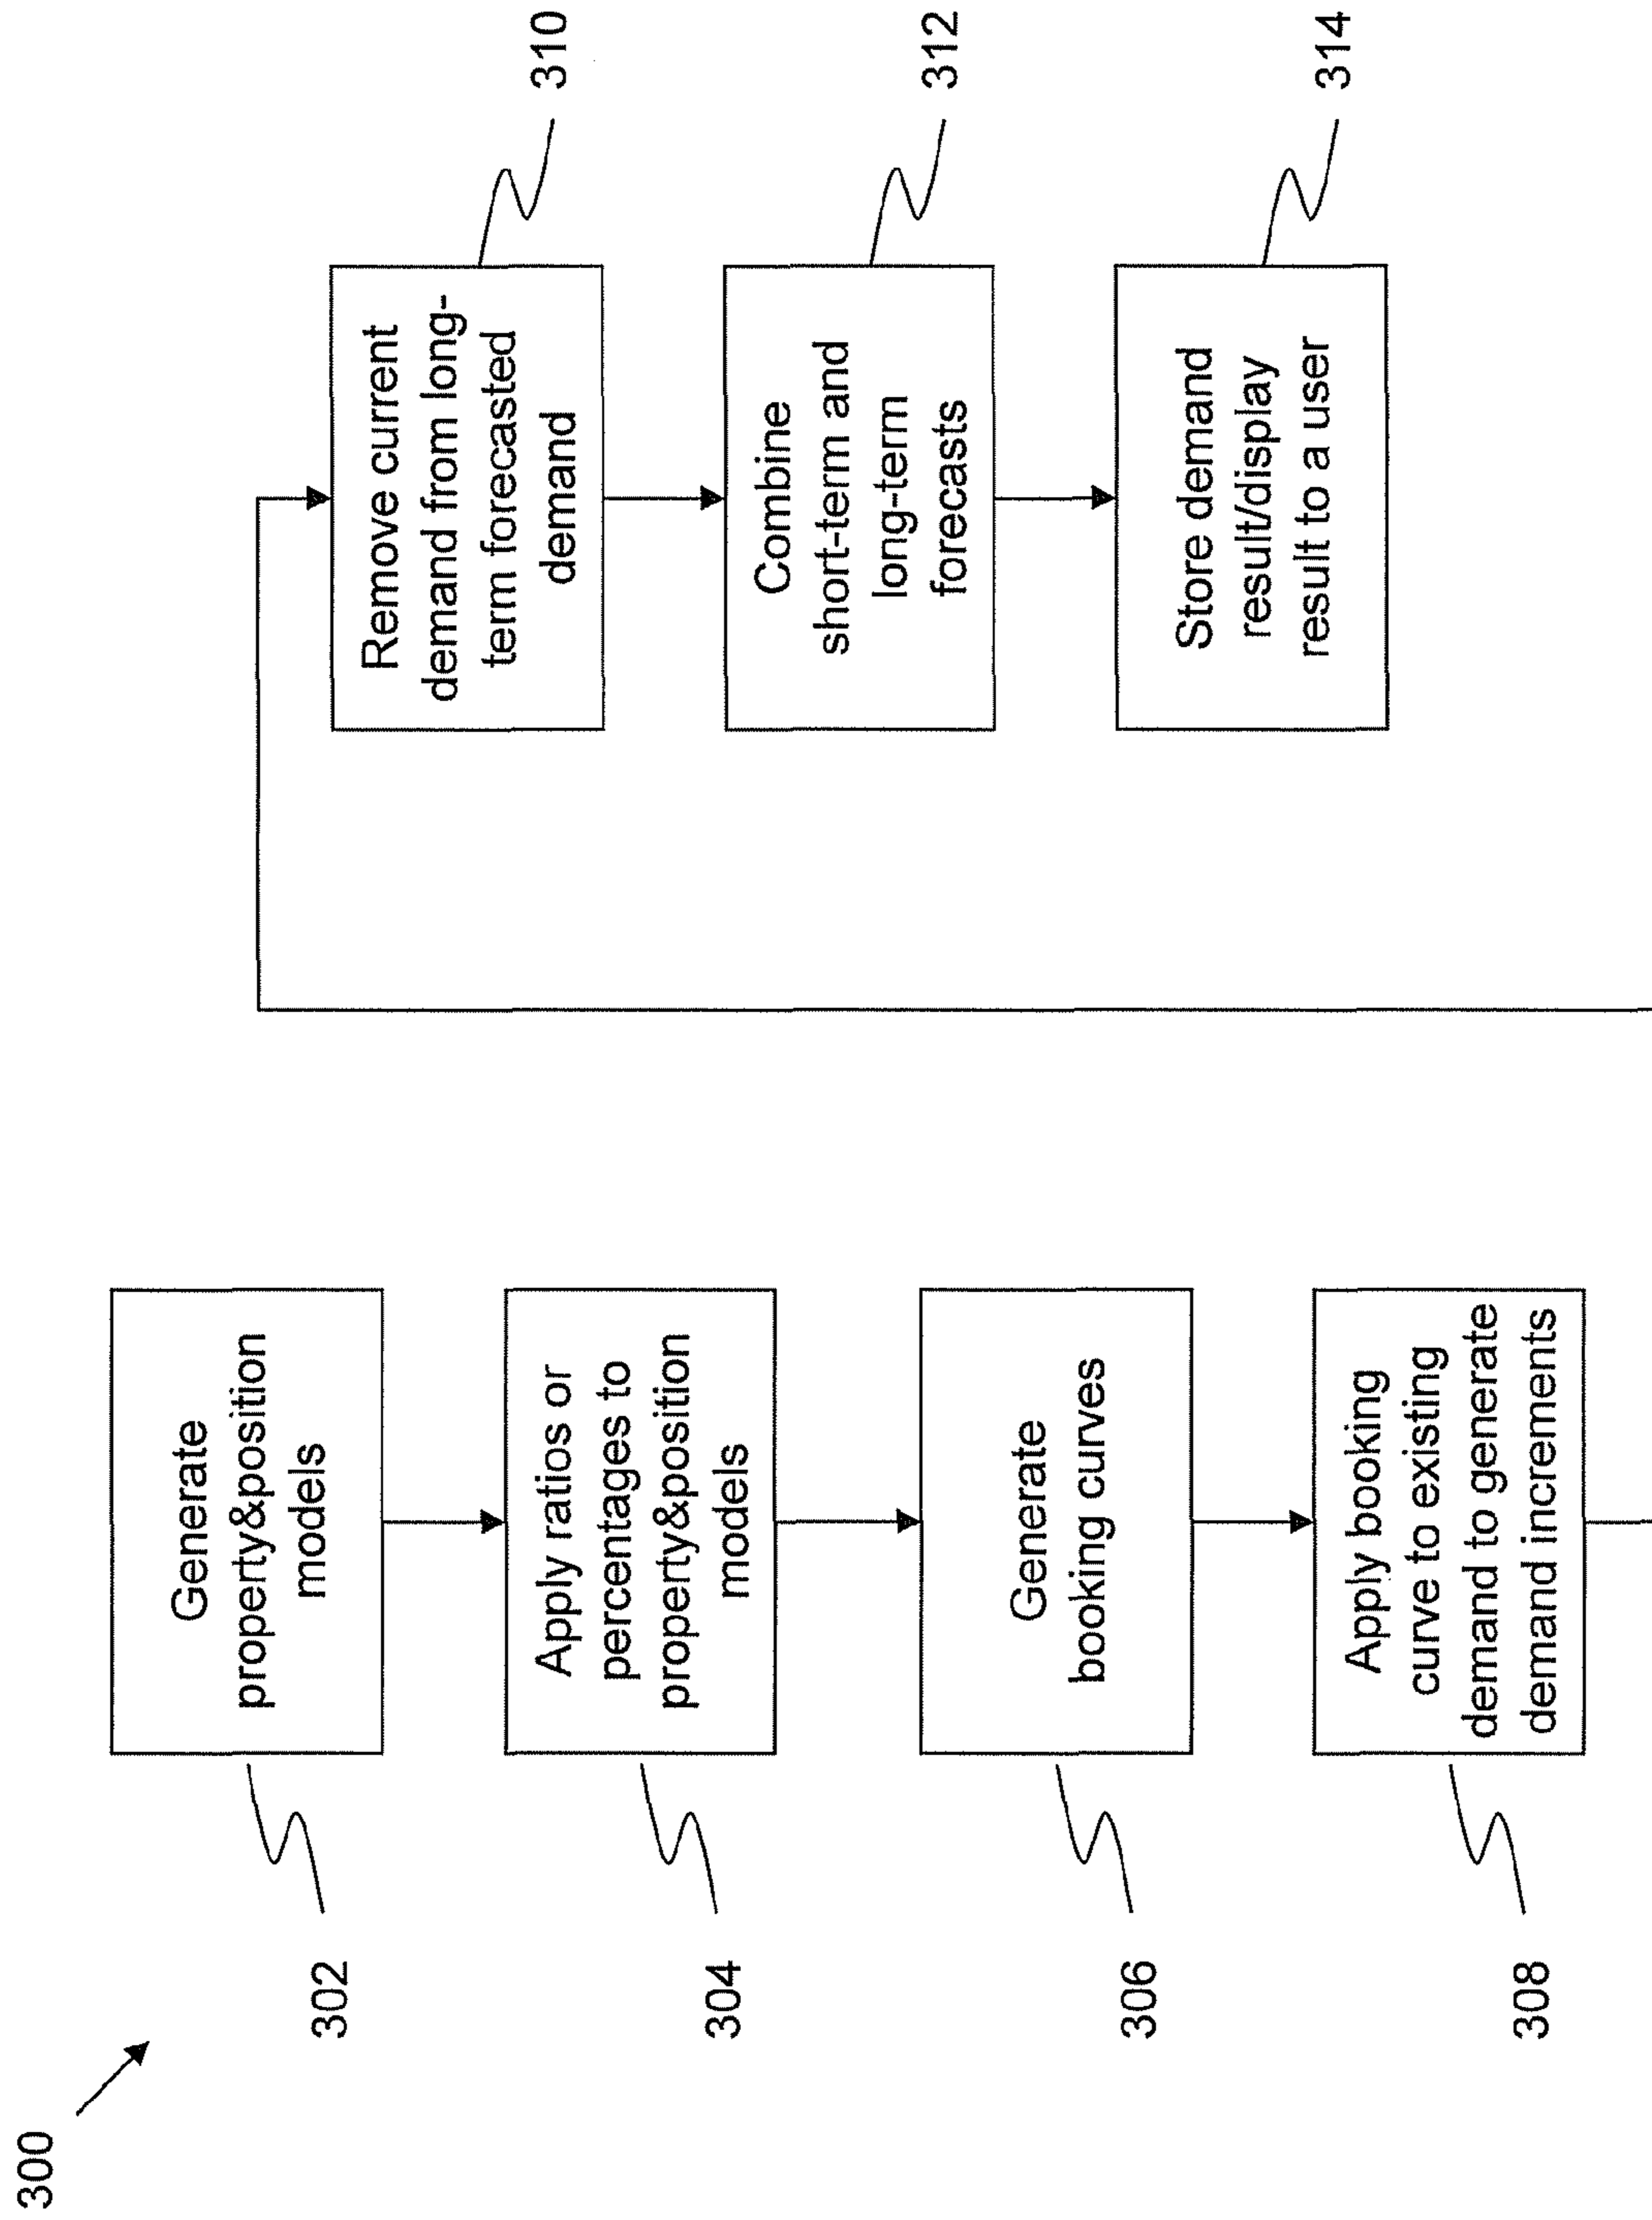 300
302
Generate
property&position
models
304
Apply ratios or
percentages to
property&position
models
306
Generate
booking curves
308
Apply booking
curve to existing
demand to generate
demand increments
310
Remove current
demand from long-
term forecasted
demand
312
Combine
short-term and
long-term
forecasts
314
Store demand
result/display
result to a user